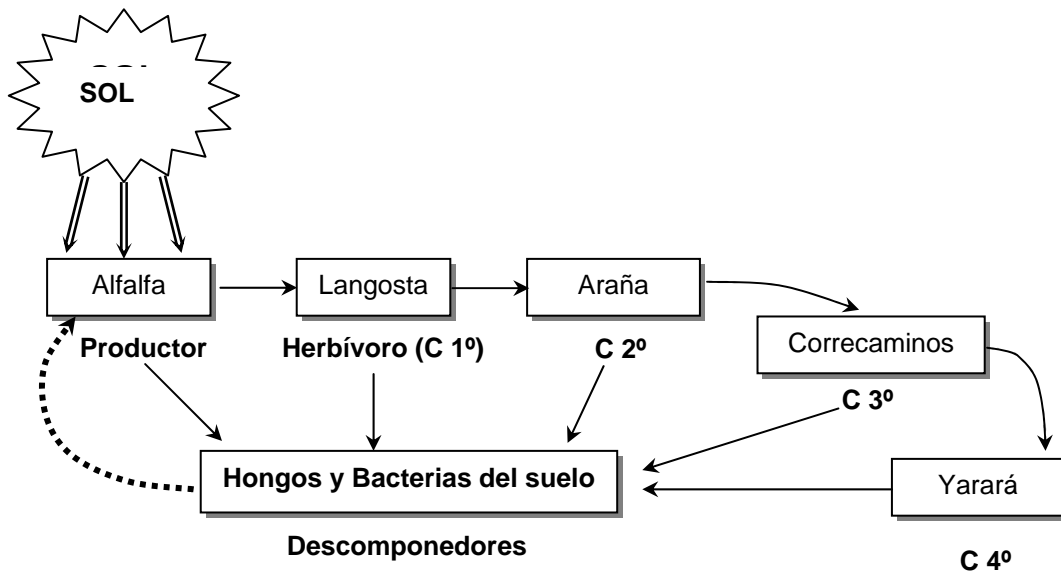 SOL
Alfalfa
Langosta
Araña
Productor
Herbívoro (C 1º)
C 2º
Correcaminos
C 3º
Hongos y Bacterias del suelo
Yarará
Descomponedores
C 4º